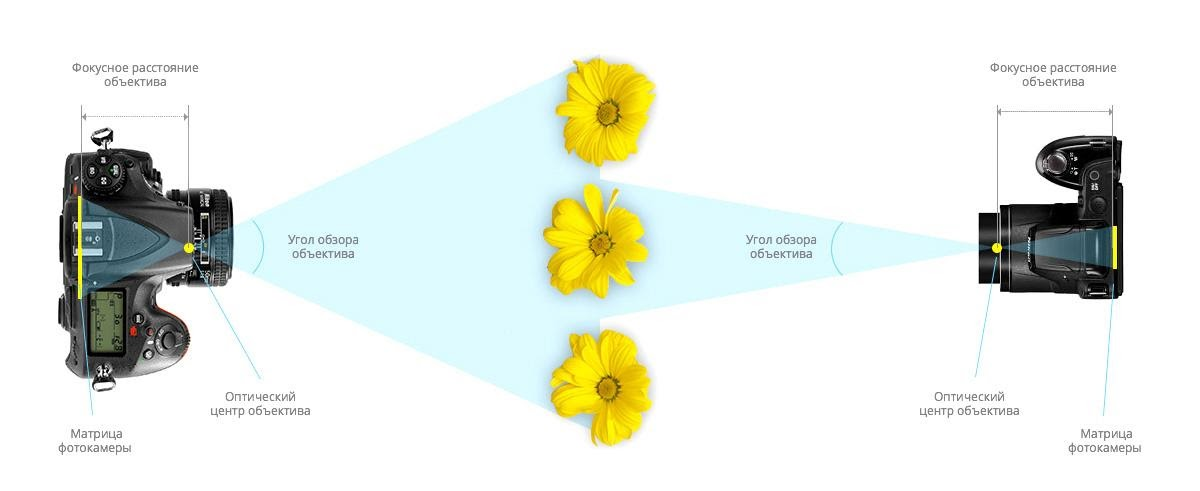 Фокусное расстояние
объектива
Фокусное расстояние
объектива
Угол обзора
объектива
Угол обзора
объектива
Оптический
центр объектива
Оптический
центр объектива
Матрица
фотокамеры
Матрица
фотокамеры